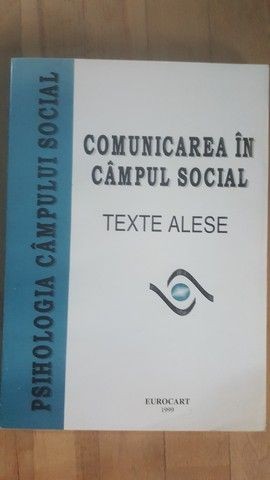 PSIHOLOGIA CÂMPULUI SOCIAL
COMUNICAREA ÎN
CÂMPUL SOCIAL
TEXTE ALESE
EUROCART
1999